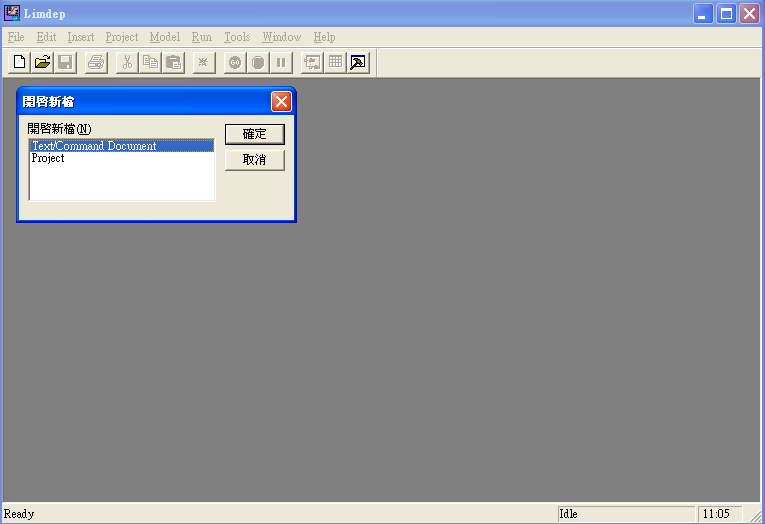 Limdep
File Edit Insert Project Model Run Tools Window Help
GO
開啓新檔
開啓新檔(N)
確定
Text/Command Document
Project
取消
Ready Idle 11:05